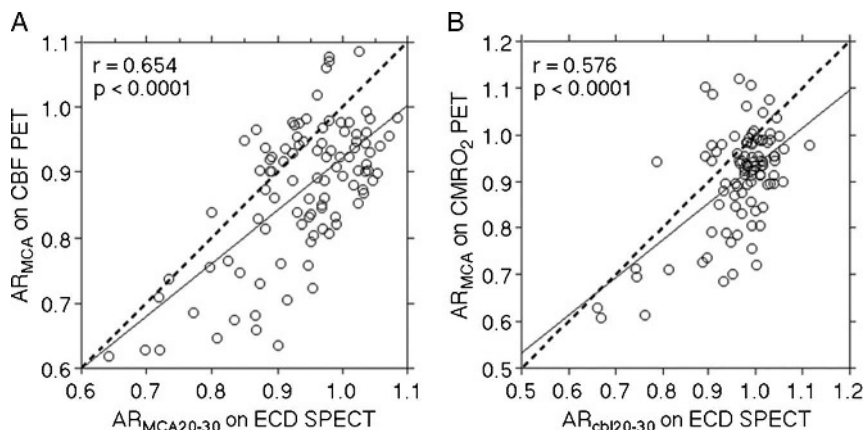 A
r = 0.654
p < 0.0001
AR_MCA on CBF PET
1.1
1.0
0.9
0.8
0.7
0.6
0.6 0.7 0.8 0.9 1.0 1.1
AR_MCA20-30 on ECD SPECT
B
r = 0.576
p < 0.0001
AR_MCA on CMRO₂ PET
1.2
1.1
1.0
0.9
0.8
0.7
0.6
0.5
0.5 0.6 0.7 0.8 0.9 1.0 1.1 1.2
AR_cbl20-30 on ECD SPECT